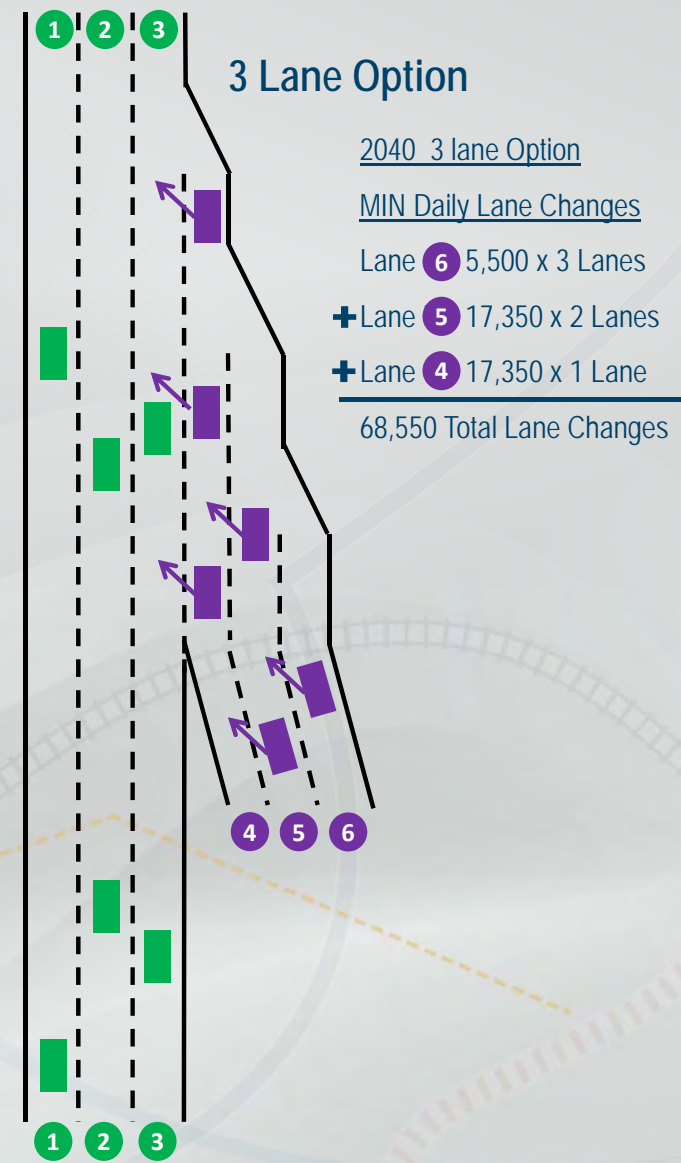 1 2 3
3 Lane Option
2040 3 lane Option
MIN Daily Lane Changes
Lane 6 5,500 x 3 Lanes
+ Lane 5 17,350 x 2 Lanes
+ Lane 4 17,350 x 1 Lane
68,550 Total Lane Changes
4 5 6
1 2 3